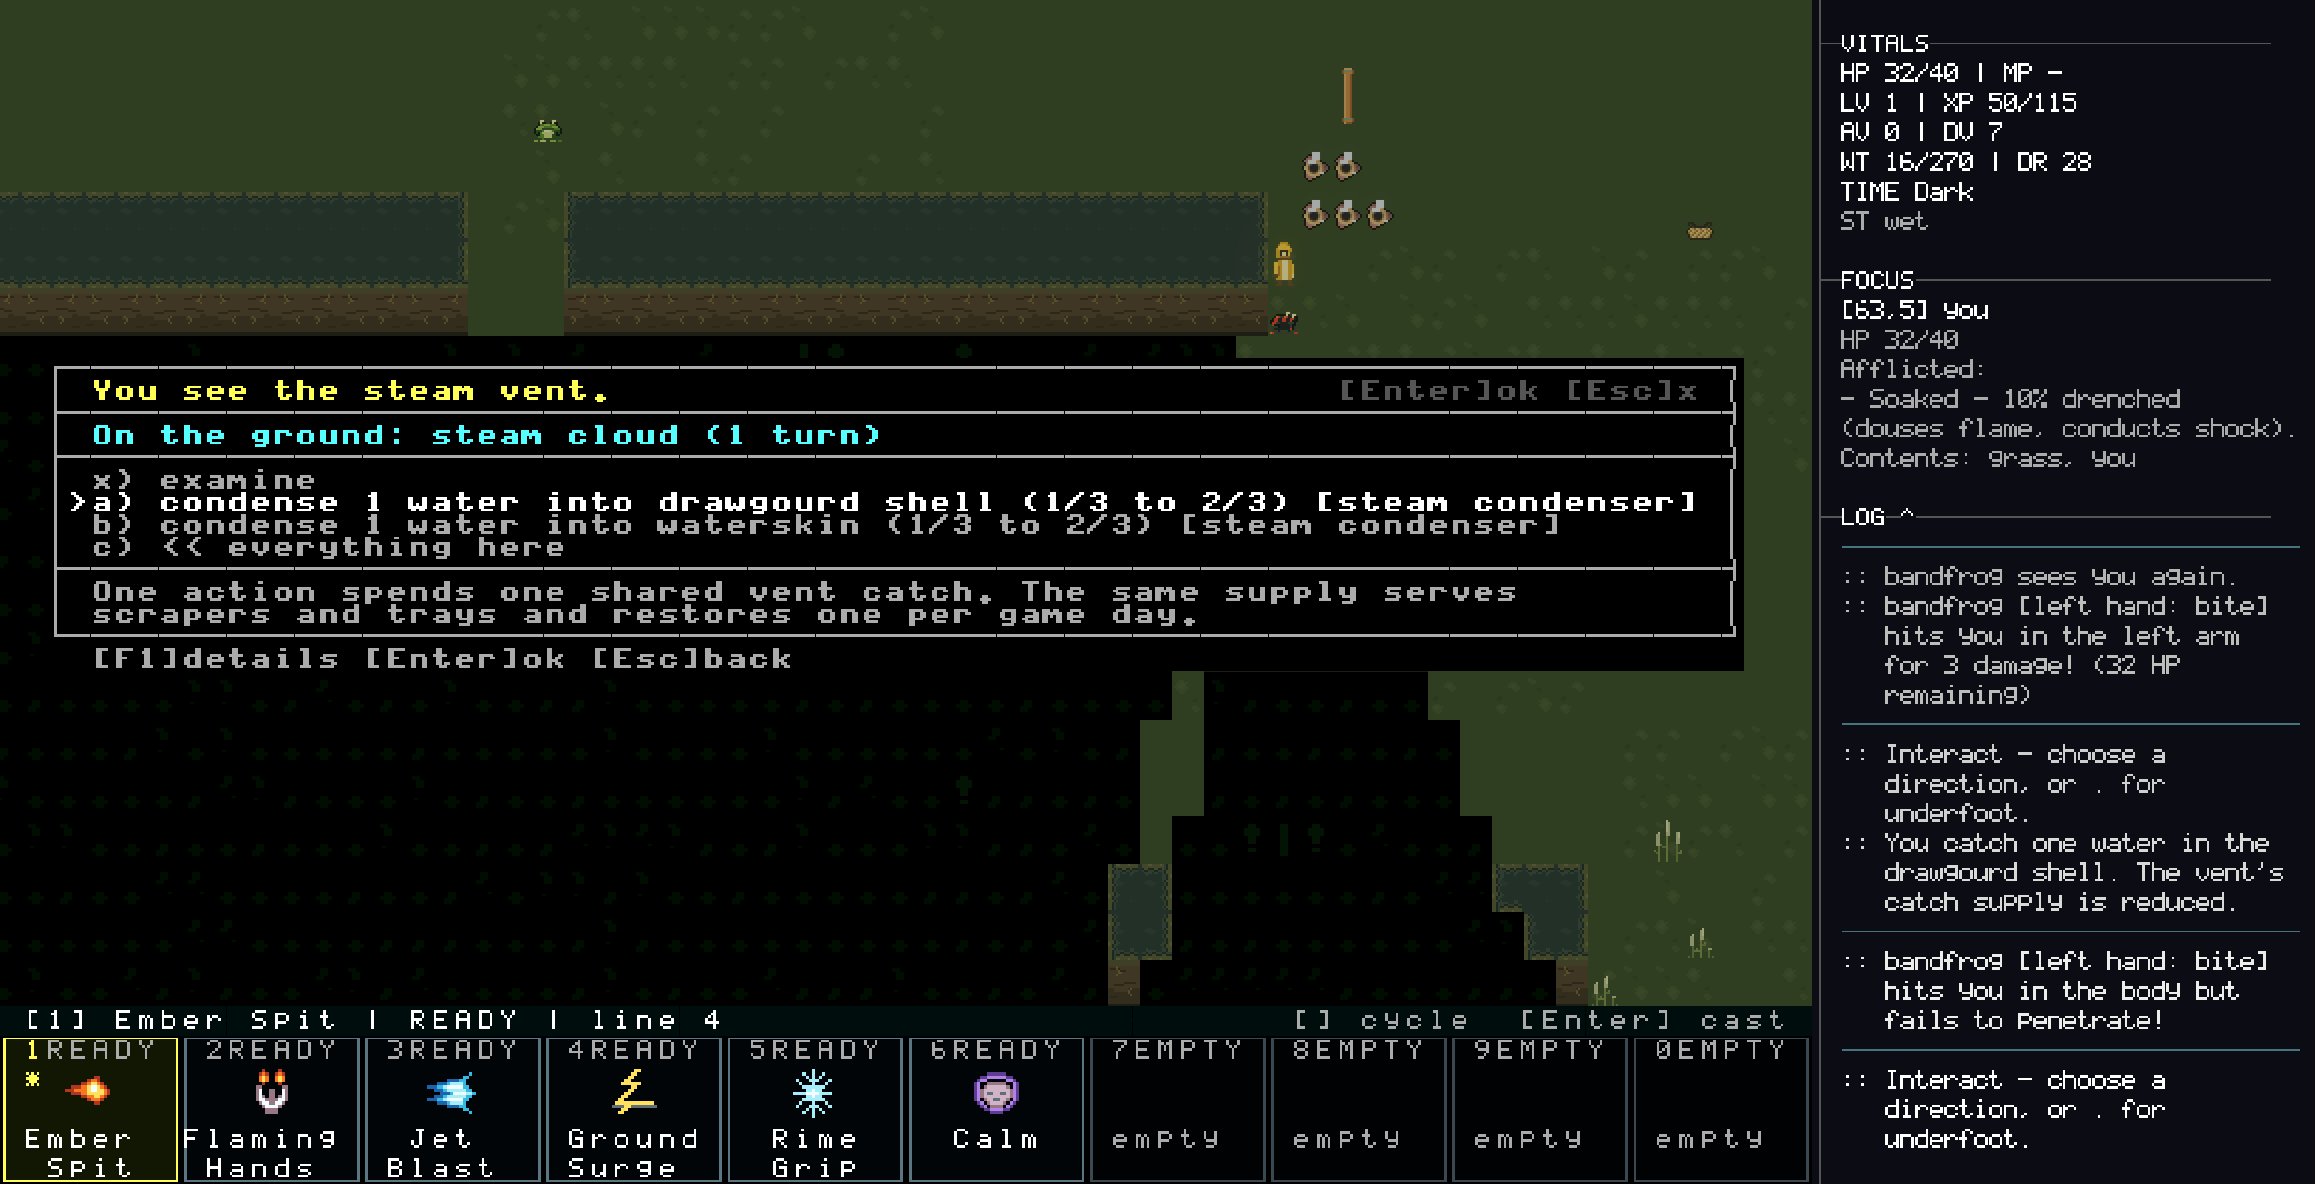 You see the steam vent. [Enter]ok [Esc]x
On the ground: steam cloud (1 turn)
x) examine
>a) condense 1 water into drawgourd shell (1/3 to 2/3) [steam condenser]
b) condense 1 water into waterskin (1/3 to 2/3) [steam condenser]
c) << everything here
One action spends one shared vent catch. The same supply serves
scrapers and trays and restores one per game day.
[F1]details [Enter]ok [Esc]back
[1] Ember Spit | READY | line 4
[] cycle [Enter] cast
1READY
*
Ember
Spit
2READY
Flaming
Hands
3READY
Jet
Blast
4READY
Ground
Surge
5READY
Rime
Grip
6READY
Calm
7EMPTY
empty
8EMPTY
empty
9EMPTY
empty
0EMPTY
empty
VITALS
HP 32/40 | MP -
LV 1 | XP 50/115
AV 0 | DV 7
WT 16/270 | DR 28
TIME Dark
ST wet
FOCUS
[63,5] you
HP 32/40
Afflicted:
- Soaked - 10% drenched
(douses flame, conducts shock).
Contents: grass, you
LOG ^
:: bandfrog sees you again.
:: bandfrog [left hand: bite]
hits you in the left arm
for 3 damage! (32 HP
remaining)
:: Interact - choose a
direction, or . for
underfoot.
:: You catch one water in the
drawgourd shell. The vent's
catch supply is reduced.
:: bandfrog [left hand: bite]
hits you in the body but
fails to penetrate!
:: Interact - choose a
direction, or . for
underfoot.